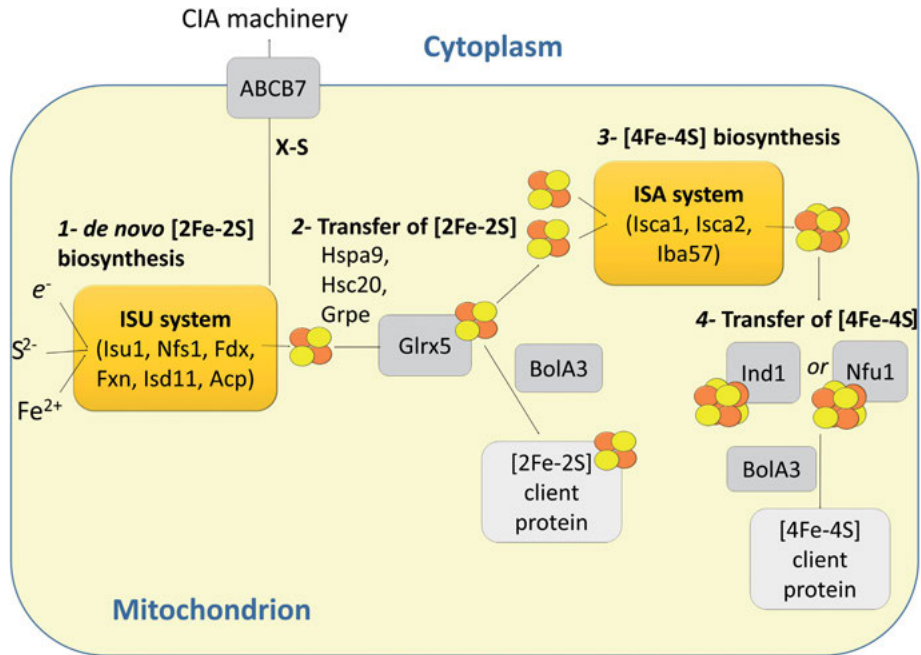 CIA machinery
Cytoplasm
ABCB7
X-S
1- de novo [2Fe-2S]
biosynthesis
e-
S2-
Fe2+
ISU system
(Isu1, Nfs1, Fdx,
Fxn, Isd11, Acp)
2- Transfer of [2Fe-2S]
Hspa9,
Hsc20,
Grpe
Glrx5
BolA3
[2Fe-2S]
client
protein
3- [4Fe-4S] biosynthesis
ISA system
(Isca1, Isca2,
Iba57)
4- Transfer of [4Fe-4S]
Ind1
or
Nfu1
BolA3
[4Fe-4S]
client
protein
Mitochondrion